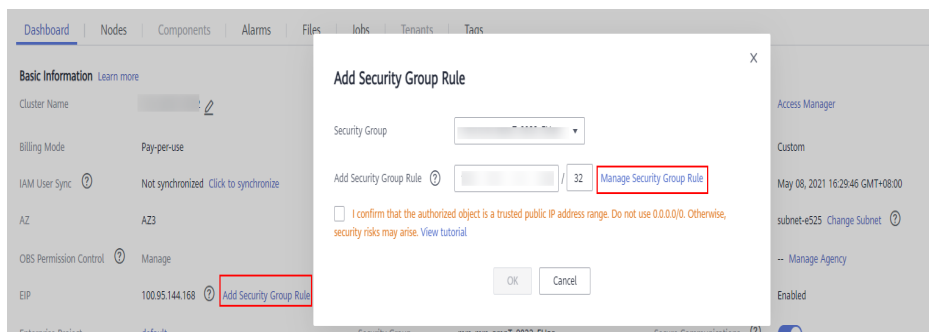 Dashboard Nodes Components Alarms Files Jobs Tenants Tags
Basic Information Learn more
Cluster Name
Access Manager
Billing Mode Pay-per-use
Custom
IAM User Sync Not synchronized Click to synchronize
May 08, 2021 16:29:46 GMT+08:00
AZ AZ3
subnet-e525 Change Subnet
OBS Permission Control Manage
-- Manage Agency
EIP 100.95.144.168 Add Security Group Rule
Enabled
default
X
Add Security Group Rule
Security Group
Add Security Group Rule / 32 Manage Security Group Rule
I confirm that the authorized object is a trusted public IP address range. Do not use 0.0.0.0/0. Otherwise,
security risks may arise. View tutorial
OK Cancel